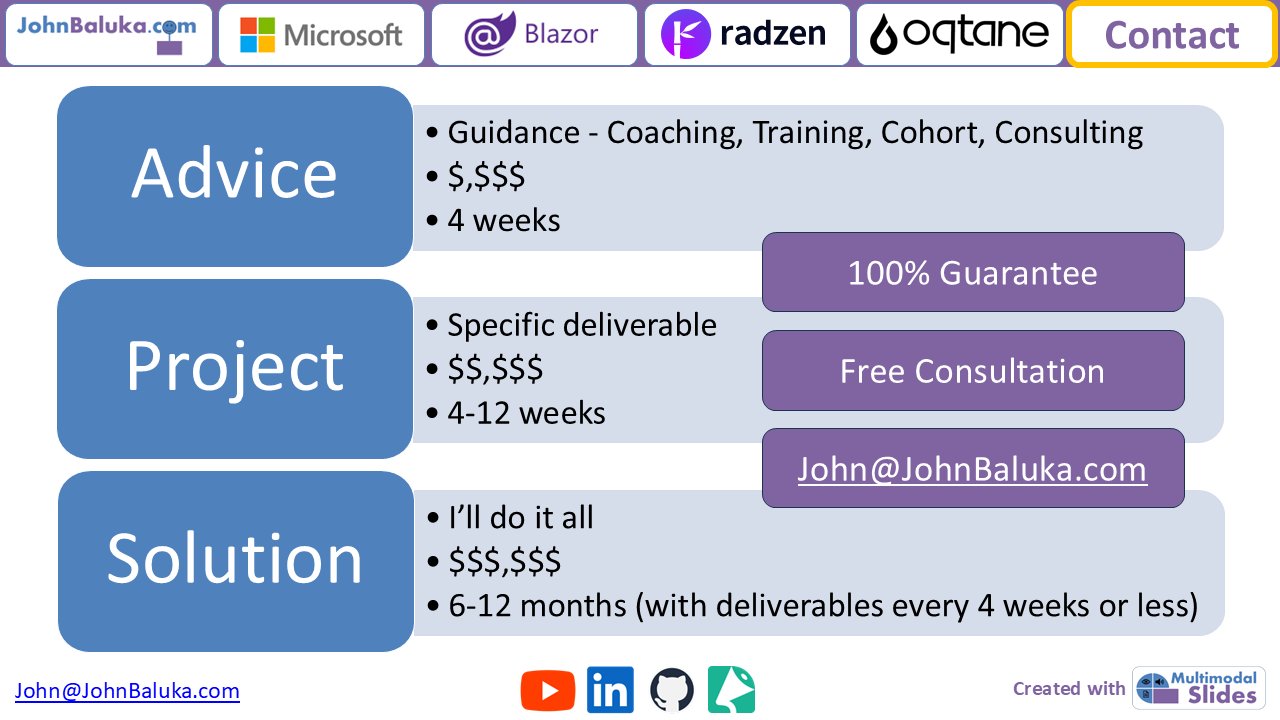 JohnBaluka.com
Microsoft
Blazor
radzen
oqtane
Contact
Advice
• Guidance - Coaching, Training, Cohort, Consulting
• $,$$$
• 4 weeks
100% Guarantee
Project
• Specific deliverable
• $$,$$$
• 4-12 weeks
Free Consultation
John@JohnBaluka.com
Solution
• I’ll do it all
• $$$,$$$
• 6-12 months (with deliverables every 4 weeks or less)
John@JohnBaluka.com
in
Created with
Multimodal
Slides